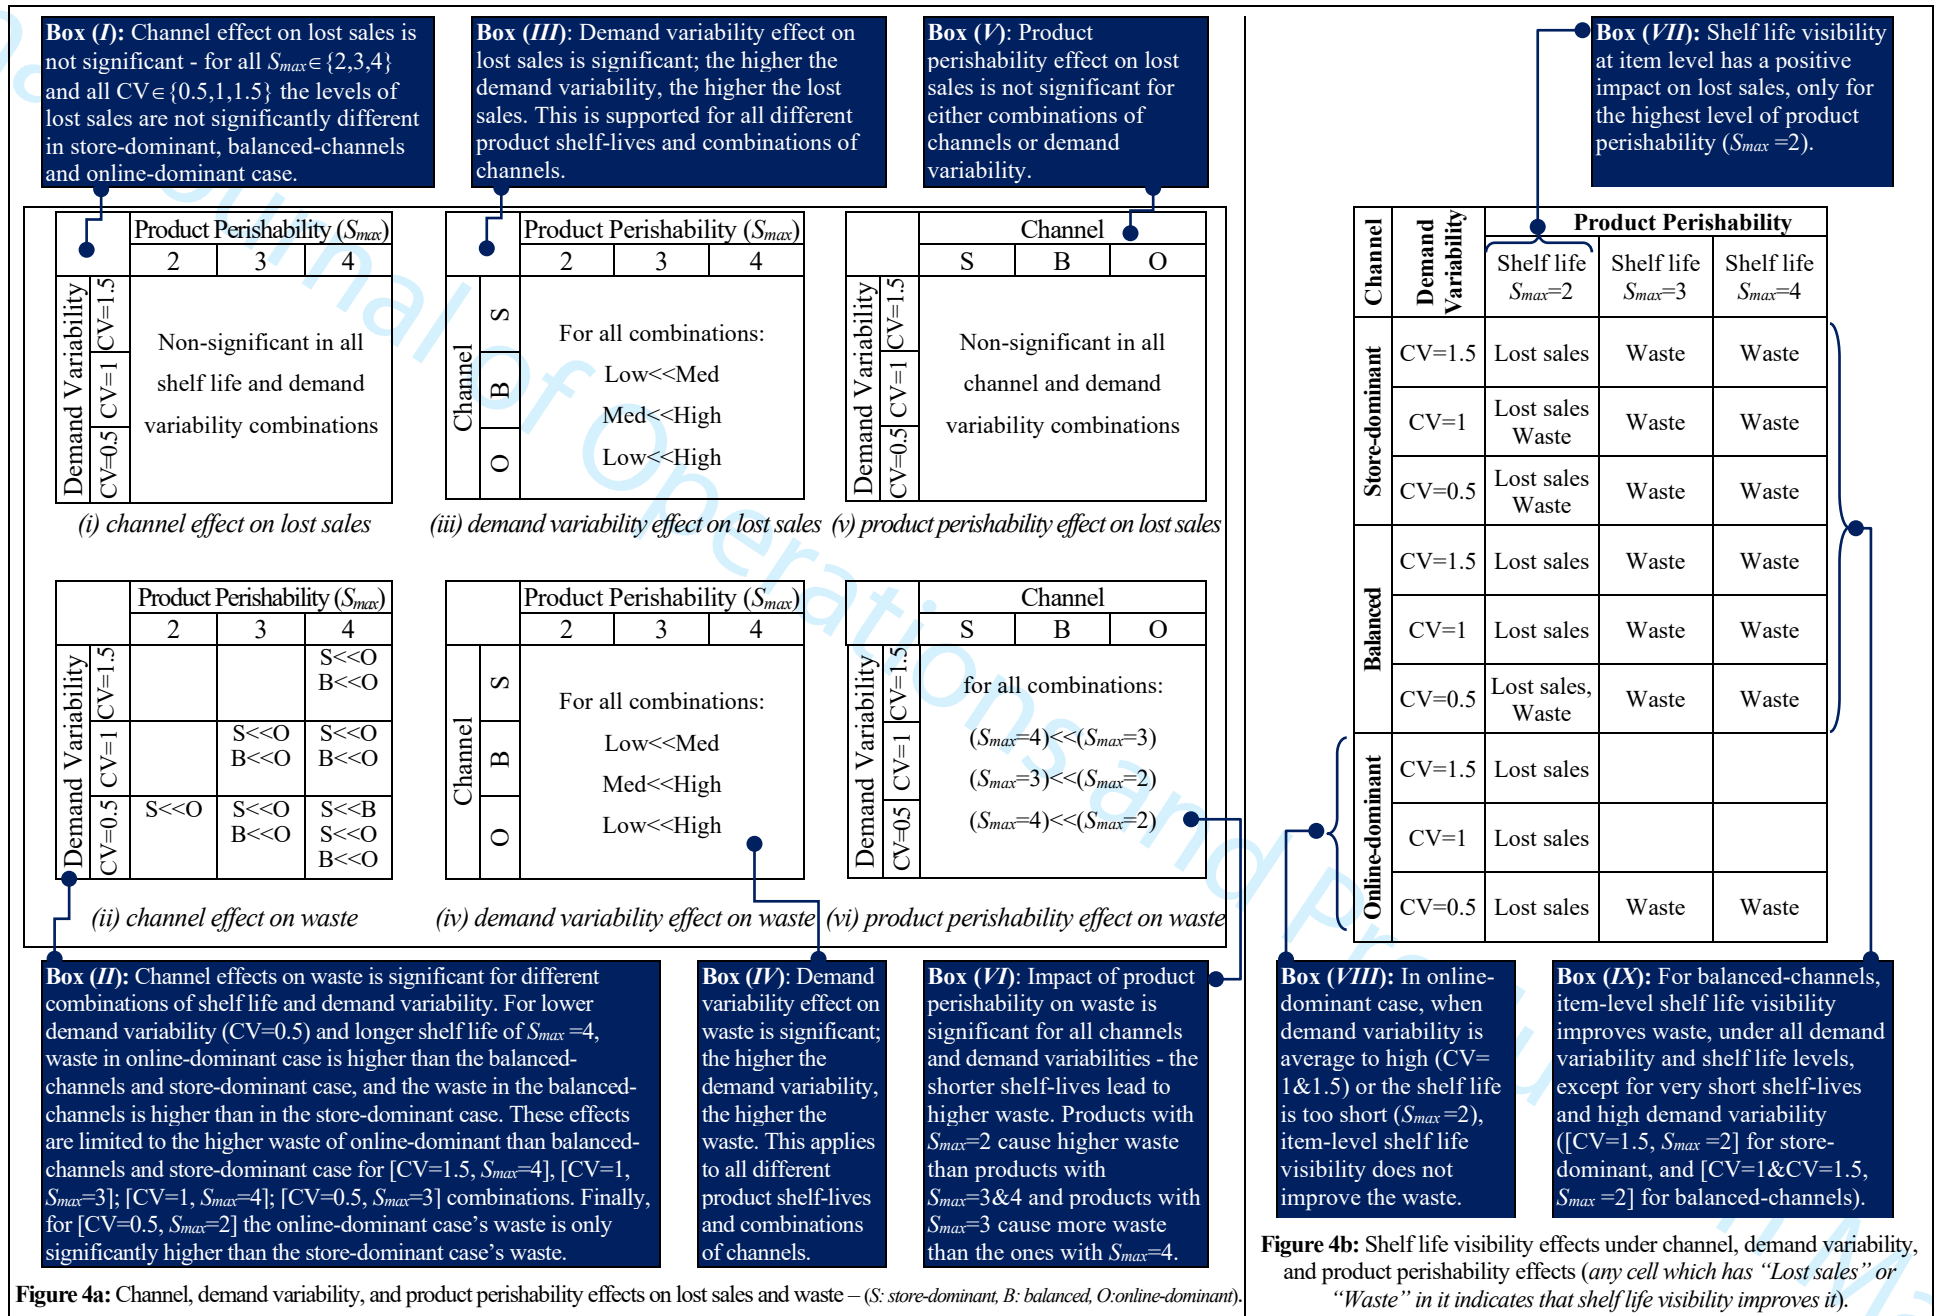 Box (I): Channel effect on lost sales is
not significant - for all Smax∈{2,3,4}
and all CV∈{0.5,1,1.5} the levels of
lost sales are not significantly different
in store-dominant, balanced-channels
and online-dominant case.
Box (III): Demand variability effect on
lost sales is significant; the higher the
demand variability, the higher the lost
sales. This is supported for all different
product shelf-lives and combinations of
channels.
Box (V): Product
perishability effect on lost
sales is not significant for
either combinations of
channels or demand
variability.
Product Perishability (Smax)
2 3 4
Demand Variability
CV=1.5
CV=1
CV=0.5
Non-significant in all
shelf life and demand
variability combinations
(i) channel effect on lost sales
Product Perishability (Smax)
2 3 4
Channel
S
B
O
For all combinations:
Low<<Med
Med<<High
Low<<High
(iii) demand variability effect on lost sales
Channel
S B O
Demand Variability
CV=1.5
CV=1
CV=0.5
Non-significant in all
channel and demand
variability combinations
(v) product perishability effect on lost sales
Product Perishability (Smax)
2 3 4
Demand Variability
CV=1.5
S<<O
B<<O
CV=1
S<<O S<<O
B<<O B<<O
CV=0.5
S<<O S<<O S<<B
B<<O S<<O
B<<O
(ii) channel effect on waste
Product Perishability (Smax)
2 3 4
Channel
S
B
O
For all combinations:
Low<<Med
Med<<High
Low<<High
(iv) demand variability effect on waste
Channel
S B O
Demand Variability
CV=1.5
CV=1
CV=05
for all combinations:
(Smax=4)<<(Smax=3)
(Smax=3)<<(Smax=2)
(Smax=4)<<(Smax=2)
(vi) product perishability effect on waste
Box (II): Channel effects on waste is significant for different
combinations of shelf life and demand variability. For lower
demand variability (CV=0.5) and longer shelf life of Smax =4,
waste in online-dominant case is higher than the balanced-
channels and store-dominant case, and the waste in the balanced-
channels is higher than in the store-dominant case. These effects
are limited to the higher waste of online-dominant than balanced-
channels and store-dominant case for [CV=1.5, Smax=4], [CV=1,
Smax=3]; [CV=1, Smax=4]; [CV=0.5, Smax=3] combinations. Finally,
for [CV=0.5, Smax=2] the online-dominant case's waste is only
significantly higher than the store-dominant case's waste.
Box (IV): Demand
variability effect on
waste is significant;
the higher the
demand variability,
the higher the
waste. This applies
to all different
product shelf-lives
and combinations
of channels.
Box (VI): Impact of product
perishability on waste is
significant for all channels
and demand variabilities - the
shorter shelf-lives lead to
higher waste. Products with
Smax=2 cause higher waste
than products with
Smax=3&4 and products with
Smax=3 cause more waste
than the ones with Smax=4.
Figure 4a: Channel, demand variability, and product perishability effects on lost sales and waste – (S: store-dominant, B: balanced, O:online-dominant).
Box (VII): Shelf life visibility
at item level has a positive
impact on lost sales, only for
the highest level of product
perishability (Smax =2).
Channel
Demand
Variability
Product Perishability
Shelf life Shelf life Shelf life
Smax=2 Smax=3 Smax=4
Store-dominant
CV=1.5 Lost sales Waste Waste
CV=1 Lost sales Waste Waste
Waste
CV=0.5 Lost sales Waste Waste
Waste
Balanced
CV=1.5 Lost sales Waste Waste
CV=1 Lost sales Waste Waste
CV=0.5 Lost sales, Waste Waste
Waste
Online-dominant
CV=1.5 Lost sales
CV=1 Lost sales
CV=0.5 Lost sales Waste Waste
Box (VIII): In online-
dominant case, when
demand variability is
average to high (CV=
1&1.5) or the shelf life
is too short (Smax =2),
item-level shelf life
visibility does not
improve the waste.
Box (IX): For balanced-channels,
item-level shelf life visibility
improves waste, under all demand
variability and shelf life levels,
except for very short shelf-lives
and high demand variability
([CV=1.5, Smax =2] for store-
dominant, and [CV=1&CV=1.5,
Smax =2] for balanced-channels).
Figure 4b: Shelf life visibility effects under channel, demand variability,
and product perishability effects (any cell which has “Lost sales” or
“Waste” in it indicates that shelf life visibility improves it).